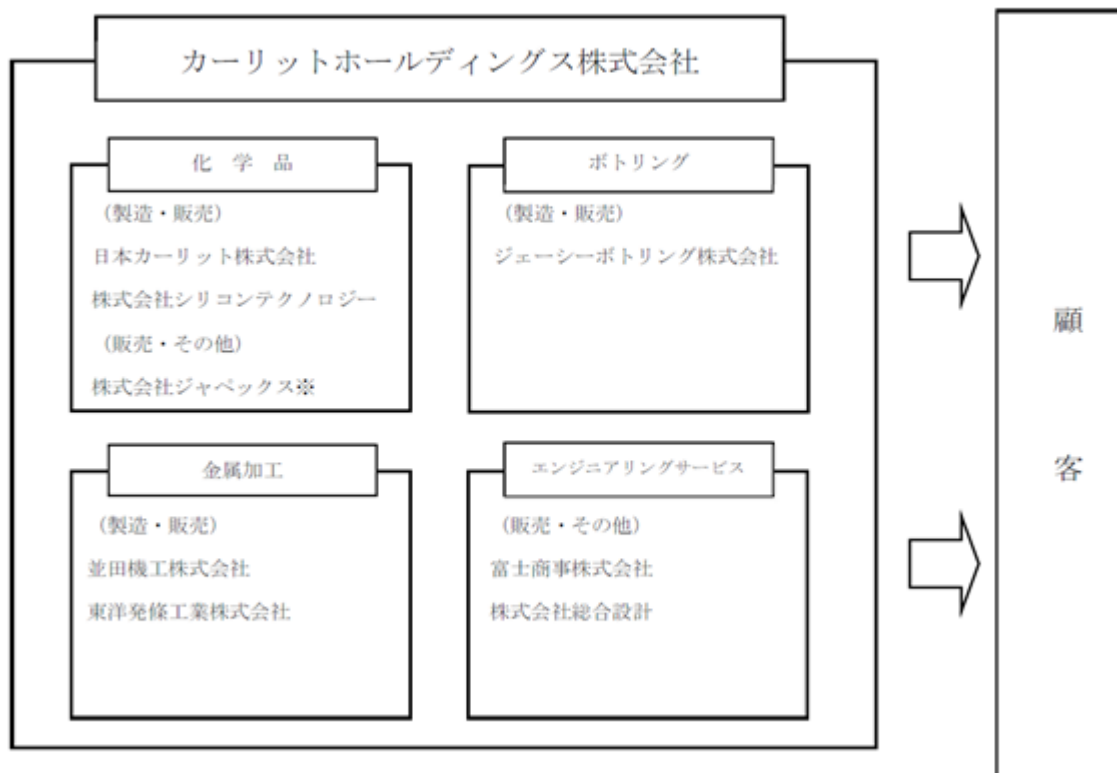 カーリットホールディングス株式会社
化学品
(製造・販売)
日本カーリット株式会社
株式会社シリコンテクノロジー
(販売・その他)
株式会社ジャペックス※
ボトリング
(製造・販売)
ジェーシーボトリング株式会社
金属加工
(製造・販売)
並田機工株式会社
東洋発條工業株式会社
エンジニアリングサービス
(販売・その他)
富士商事株式会社
株式会社総合設計
顧客